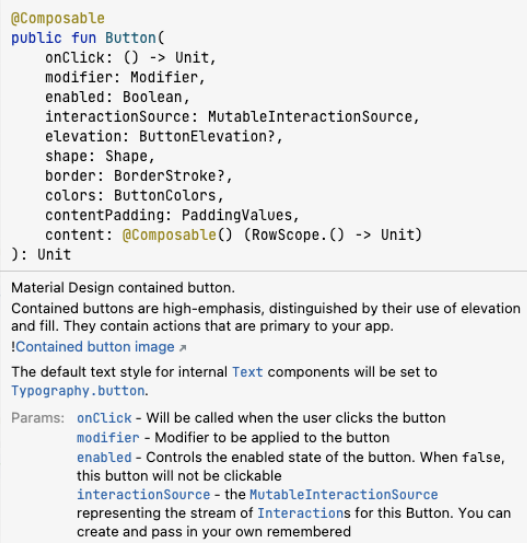 @Composable
public fun Button(
    onClick: () -> Unit,
    modifier: Modifier,
    enabled: Boolean,
    interactionSource: MutableInteractionSource,
    elevation: ButtonElevation?,
    shape: Shape,
    border: BorderStroke?,
    colors: ButtonColors,
    contentPadding: PaddingValues,
    content: @Composable() (RowScope.() -> Unit)
): Unit
Material Design contained button.
Contained buttons are high-emphasis, distinguished by their use of elevation
and fill. They contain actions that are primary to your app.
!Contained button image ↗
The default text style for internal Text components will be set to
Typography.button.
Params: onClick - Will be called when the user clicks the button
modifier - Modifier to be applied to the button
enabled - Controls the enabled state of the button. When false,
this button will not be clickable
interactionSource - the MutableInteractionSource
representing the stream of Interactions for this Button. You can
create and pass in your own remembered